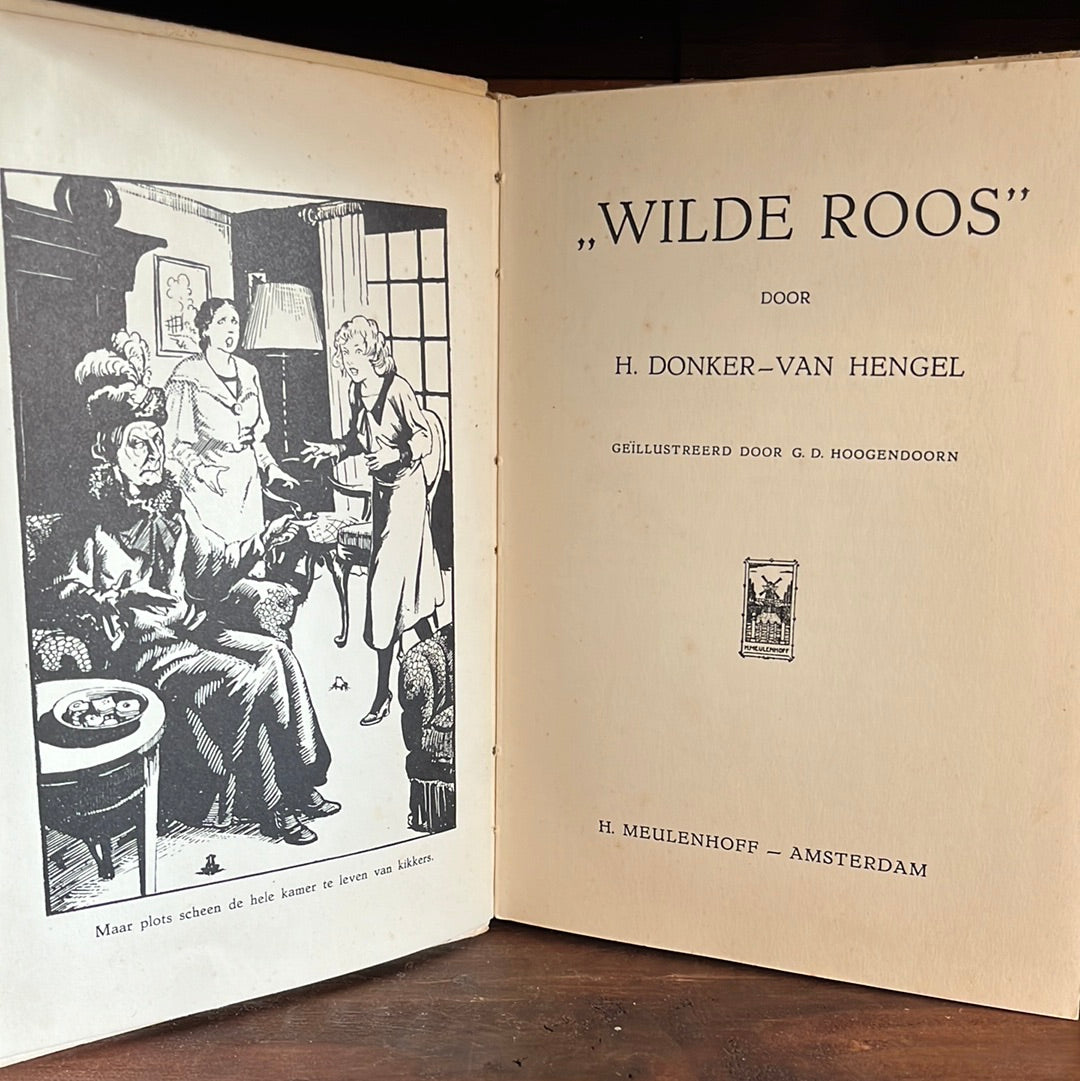 Maar plots scheen de hele kamer te leven van kikkers.
„WILDE ROOS”
DOOR
H. DONKER–VAN HENGEL
GEÏLLUSTREERD DOOR G. D. HOOGENDOORN
H. MEULENHOFF
H. MEULENHOFF – AMSTERDAM